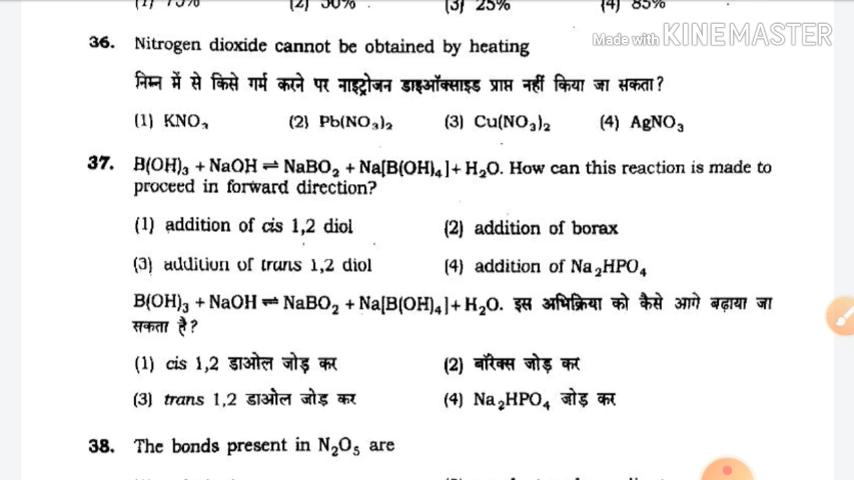 (1) 75% (2) 50% (3) 25% (4) 85%
Made with KINEMASTER
36. Nitrogen dioxide cannot be obtained by heating
निम्न में से किसे गर्म करने पर नाइट्रोजन डाइऑक्साइड प्राप्त नहीं किया जा सकता?
(1) KNO₃ (2) Pb(NO₃)₂ (3) Cu(NO₃)₂ (4) AgNO₃
37. B(OH)₃ + NaOH ⇌ NaBO₂ + Na[B(OH)₄] + H₂O. How can this reaction is made to
proceed in forward direction?
(1) addition of cis 1,2 diol (2) addition of borax
(3) addition of trans 1,2 diol (4) addition of Na₂HPO₄
B(OH)₃ + NaOH ⇌ NaBO₂ + Na[B(OH)₄] + H₂O. इस अभिक्रिया को कैसे आगे बढ़ाया जा
सकता है?
(1) cis 1,2 डाओल जोड़ कर (2) बॉरेक्स जोड़ कर
(3) trans 1,2 डाओल जोड़ कर (4) Na₂HPO₄ जोड़ कर
38. The bonds present in N₂O₅ are